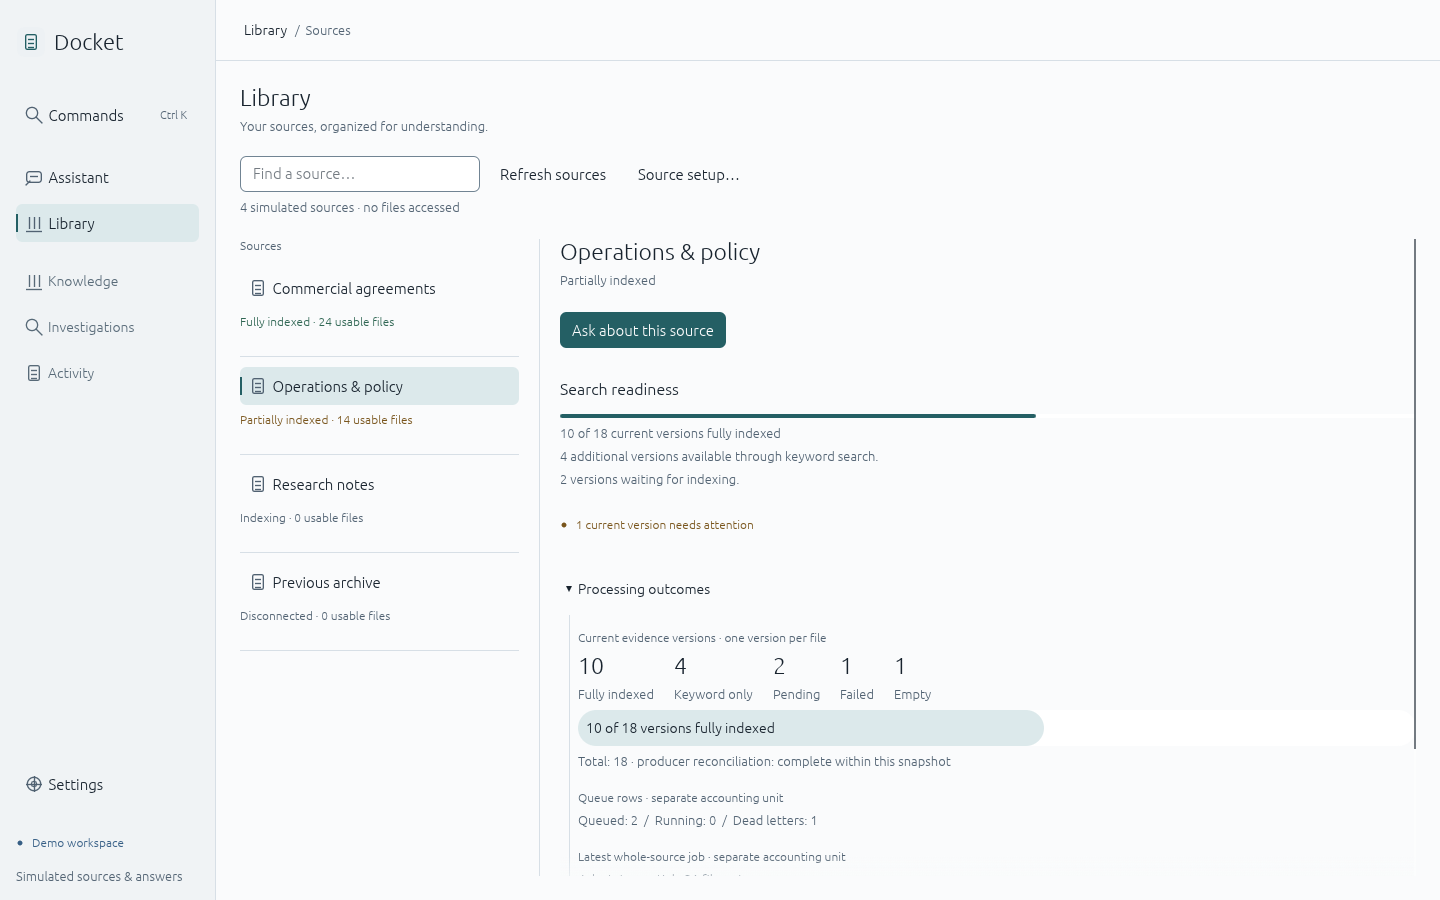 Docket
Commands Ctrl K
Assistant
Library
Knowledge
Investigations
Activity
Settings
Demo workspace
Simulated sources & answers
Library / Sources
Library
Your sources, organized for understanding.
Find a source…
Refresh sources
Source setup…
4 simulated sources · no files accessed
Sources
Commercial agreements
Fully indexed · 24 usable files
Operations & policy
Partially indexed · 14 usable files
Research notes
Indexing · 0 usable files
Previous archive
Disconnected · 0 usable files
Operations & policy
Partially indexed
Ask about this source
Search readiness
10 of 18 current versions fully indexed
4 additional versions available through keyword search.
2 versions waiting for indexing.
1 current version needs attention
Processing outcomes
Current evidence versions · one version per file
10 4 2 1 1
Fully indexed Keyword only Pending Failed Empty
10 of 18 versions fully indexed
Total: 18 · producer reconciliation: complete within this snapshot
Queue rows · separate accounting unit
Queued: 2 / Running: 0 / Dead letters: 1
Latest whole-source job · separate accounting unit